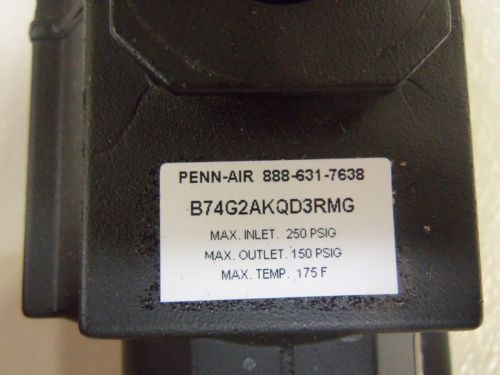 PENN-AIR 888-631-7638
B74G2AKQD3RMG
MAX. INLET. 250 PSIG
MAX. OUTLET. 150 PSIG
MAX. TEMP. 175 F